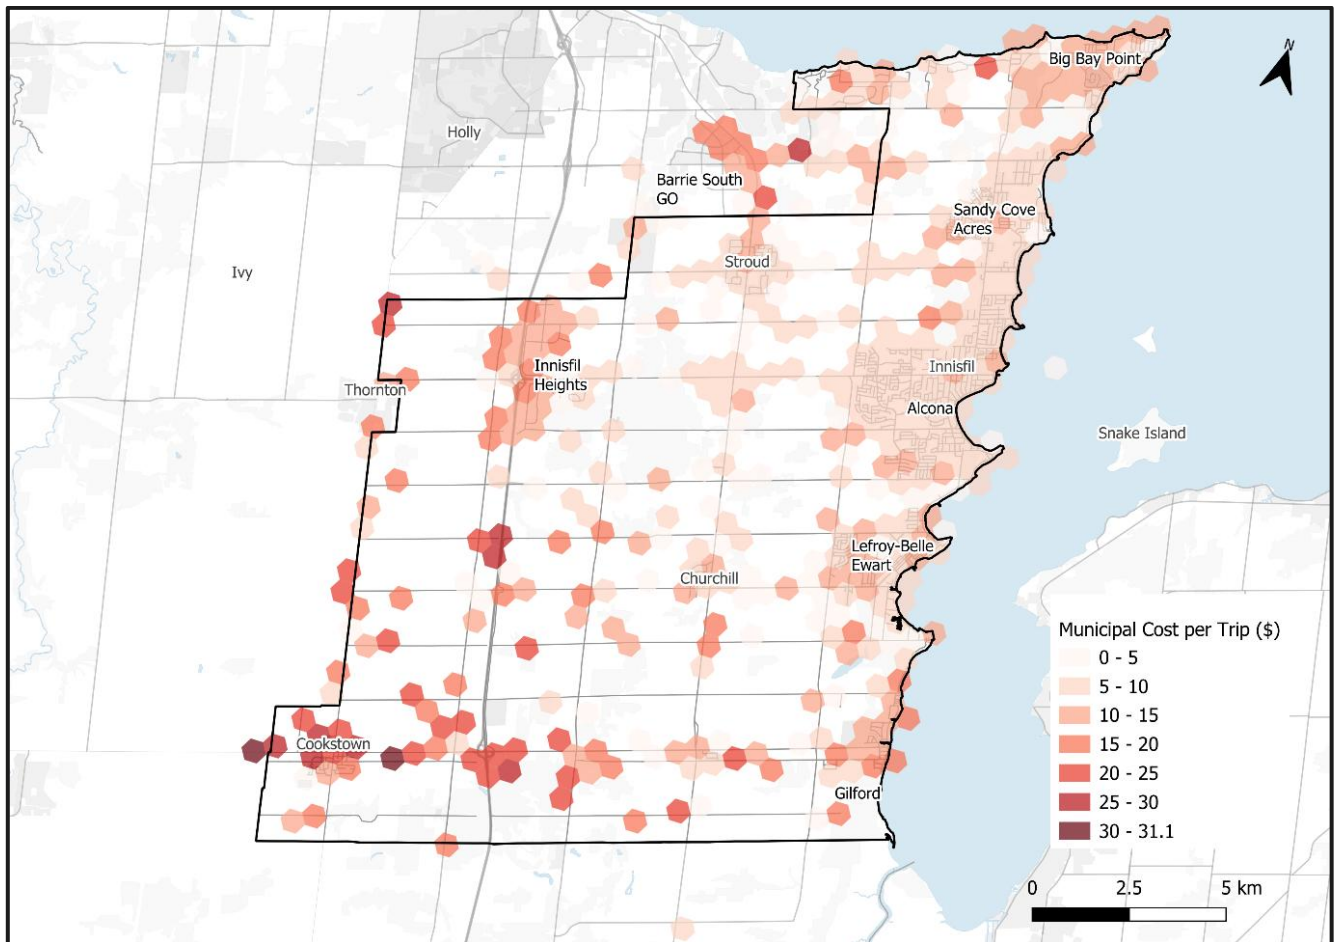 N
Big Bay Point
Holly
Barrie South
GO
Sandy Cove
Acres
Stroud
Ivy
Innisfil
Heights
Innisfil
Thornton
Alcona
Snake Island
Lefroy-Belle
Ewart
Churchill
Municipal Cost per Trip ($)
0 - 5
5 - 10
10 - 15
15 - 20
20 - 25
25 - 30
30 - 31.1
Cookstown
Gilford
0 2.5 5 km